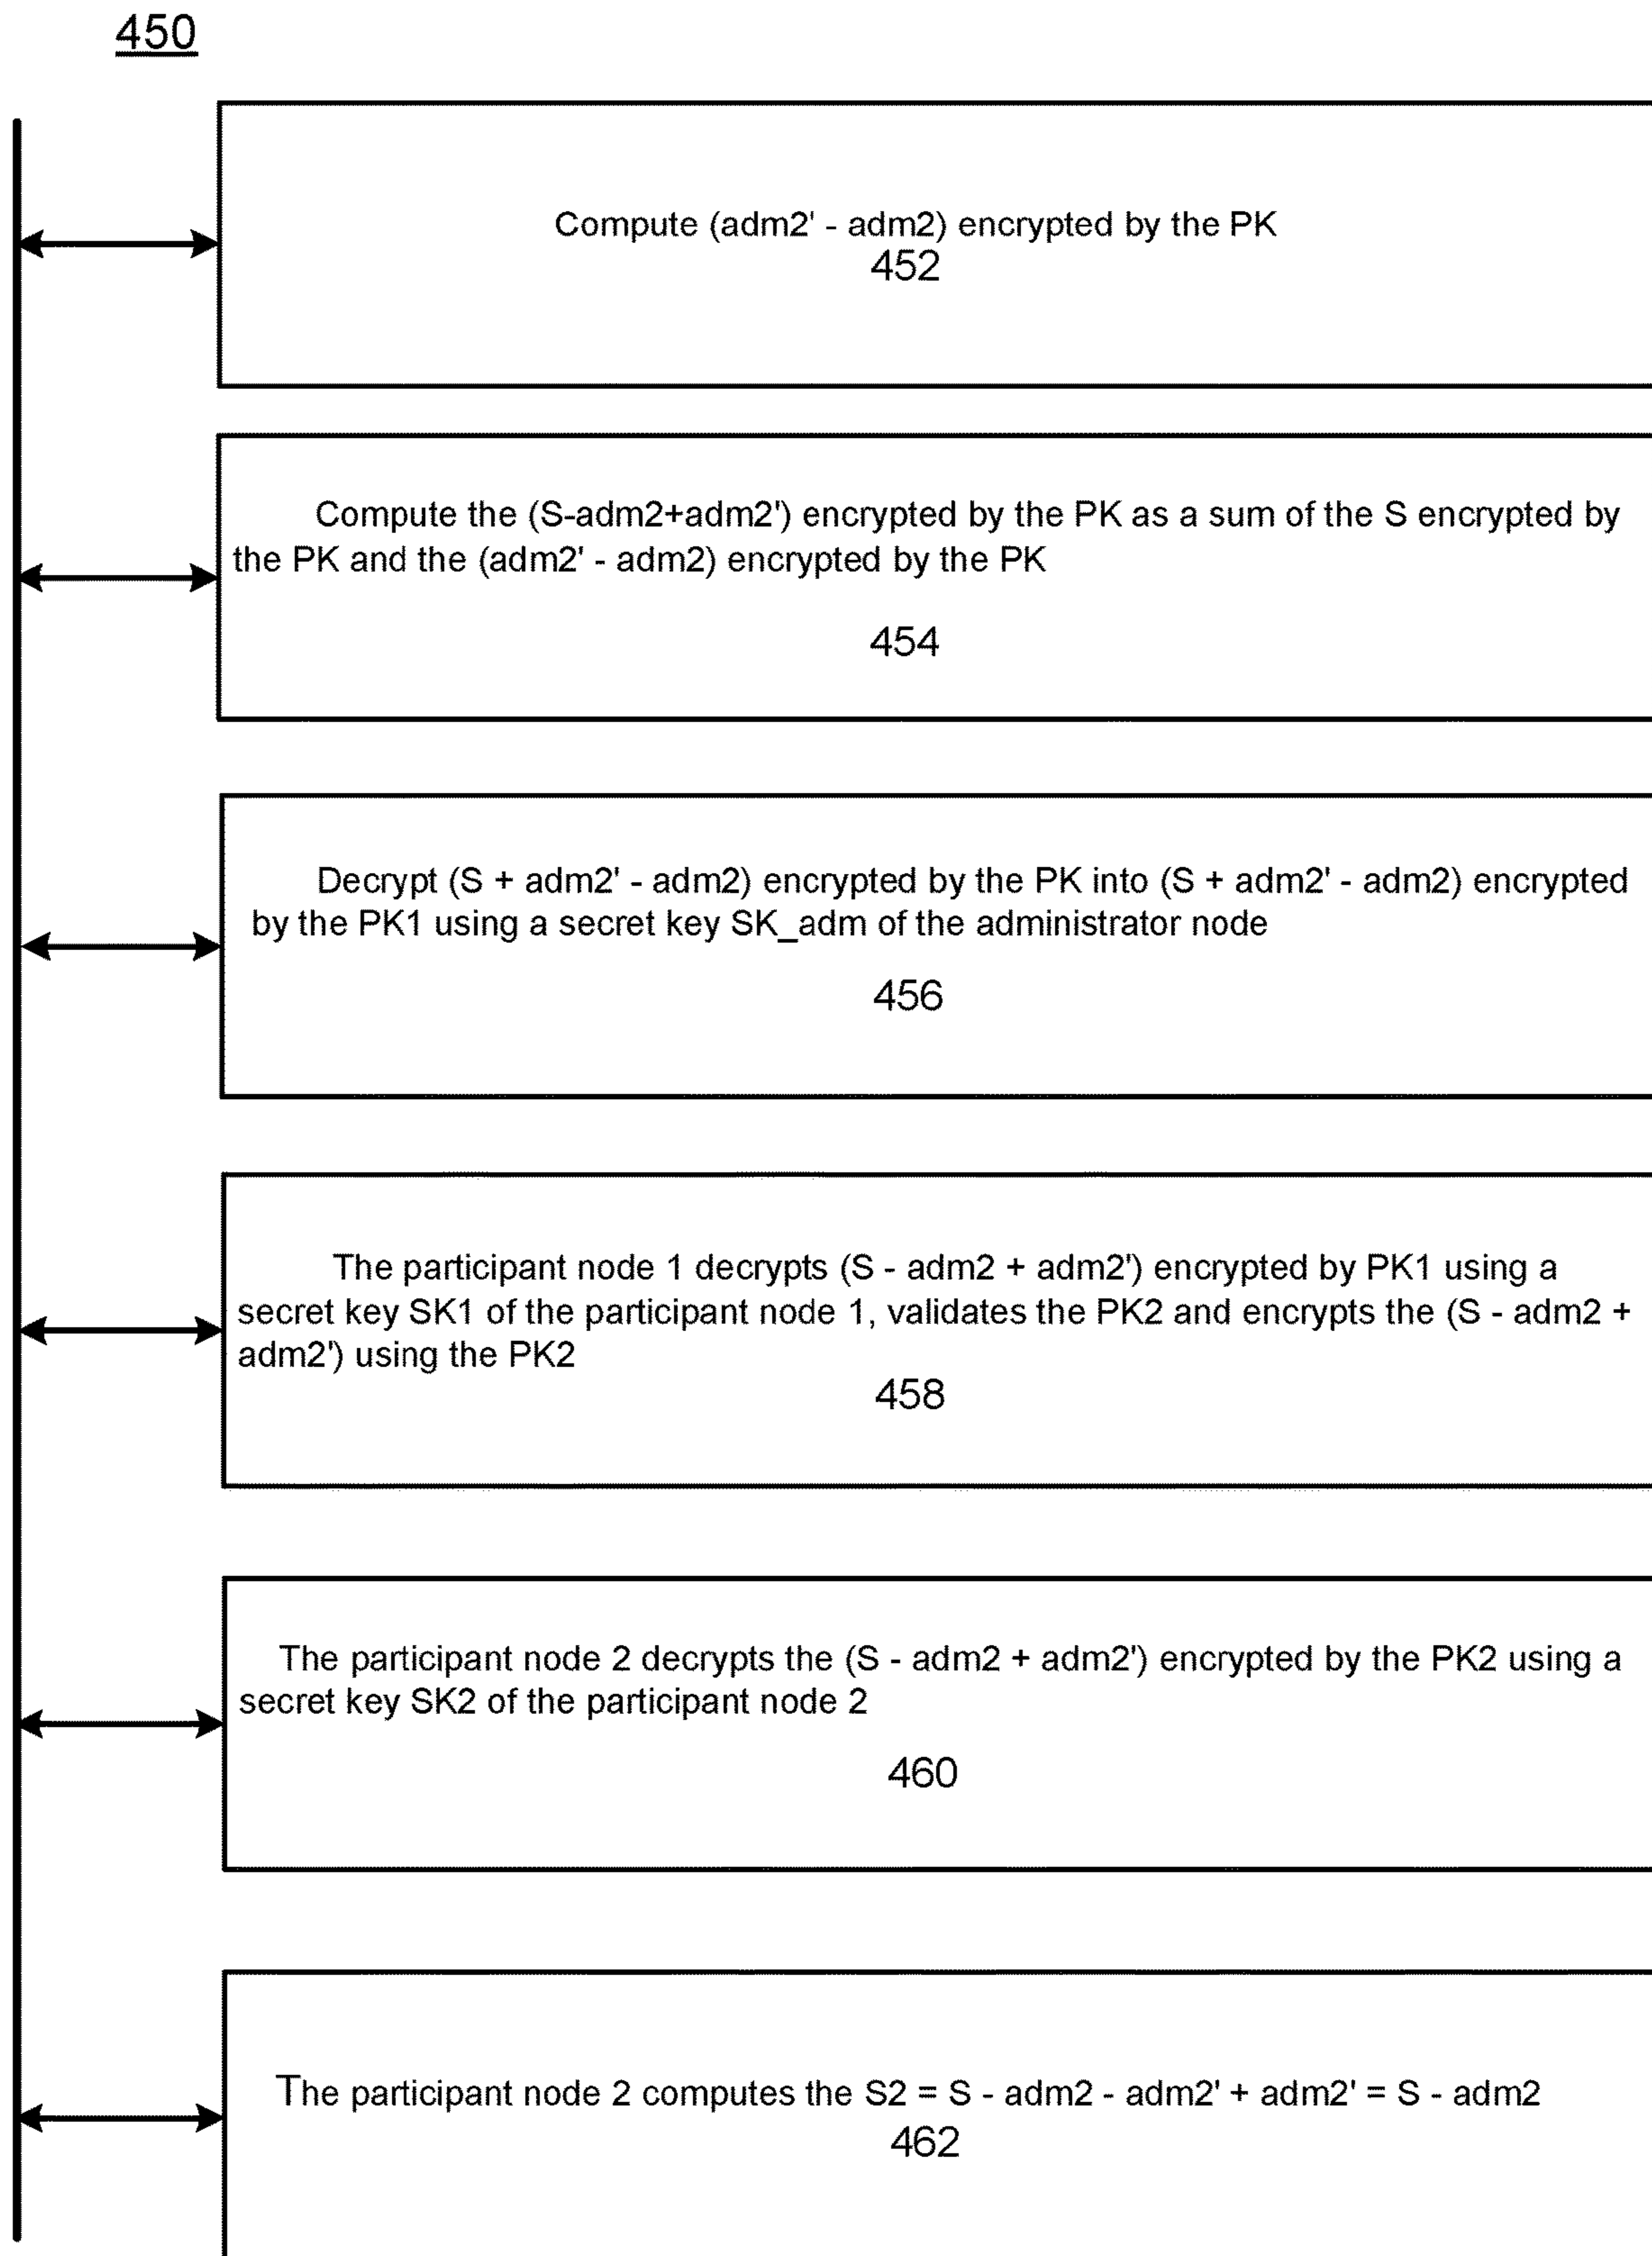 450
Compute (adm2' - adm2) encrypted by the PK
452
Compute the (S-adm2+adm2') encrypted by the PK as a sum of the S encrypted by
the PK and the (adm2' - adm2) encrypted by the PK
454
Decrypt (S + adm2' - adm2) encrypted by the PK into (S + adm2' - adm2) encrypted
by the PK1 using a secret key SK_adm of the administrator node
456
The participant node 1 decrypts (S - adm2 + adm2') encrypted by PK1 using a
secret key SK1 of the participant node 1, validates the PK2 and encrypts the (S - adm2 +
adm2') using the PK2
458
The participant node 2 decrypts the (S - adm2 + adm2') encrypted by the PK2 using a
secret key SK2 of the participant node 2
460
The participant node 2 computes the S2 = S - adm2 - adm2' + adm2' = S - adm2
462